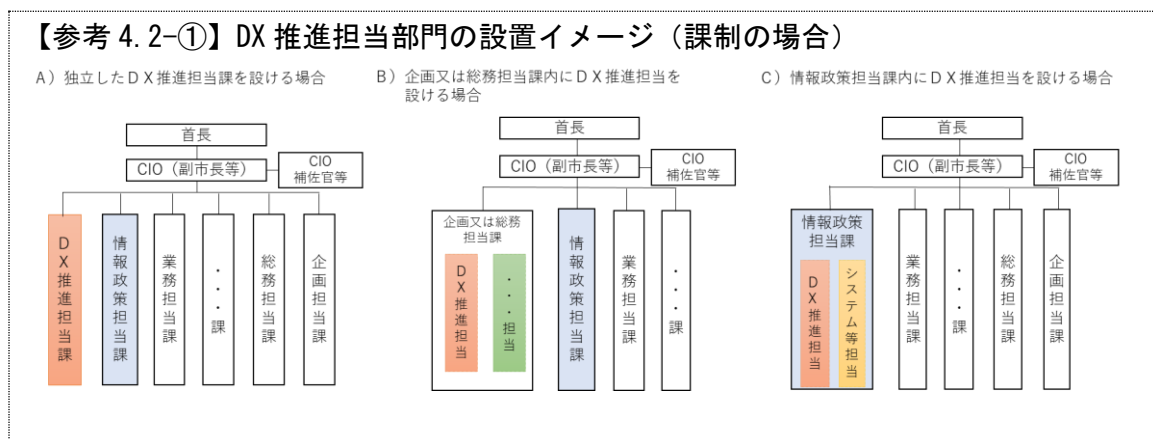 【参考 4.2-①】DX 推進担当部門の設置イメージ（課制の場合）
A）独立したＤＸ推進担当課を設ける場合
首長
CIO（副市長等）
CIO
補佐官等
ＤＸ推進担当課
情報政策担当課
業務担当課
・・・課
総務担当課
企画担当課
B）企画又は総務担当課内にＤＸ推進担当を
設ける場合
首長
CIO（副市長等）
CIO
補佐官等
企画又は総務
担当課
ＤＸ推進担当
・・・担当
情報政策担当課
業務担当課
・・・課
C）情報政策担当課内にＤＸ推進担当を設ける場合
首長
CIO（副市長等）
CIO
補佐官等
情報政策
担当課
ＤＸ推進担当
システム等担当
業務担当課
・・・課
総務担当課
企画担当課